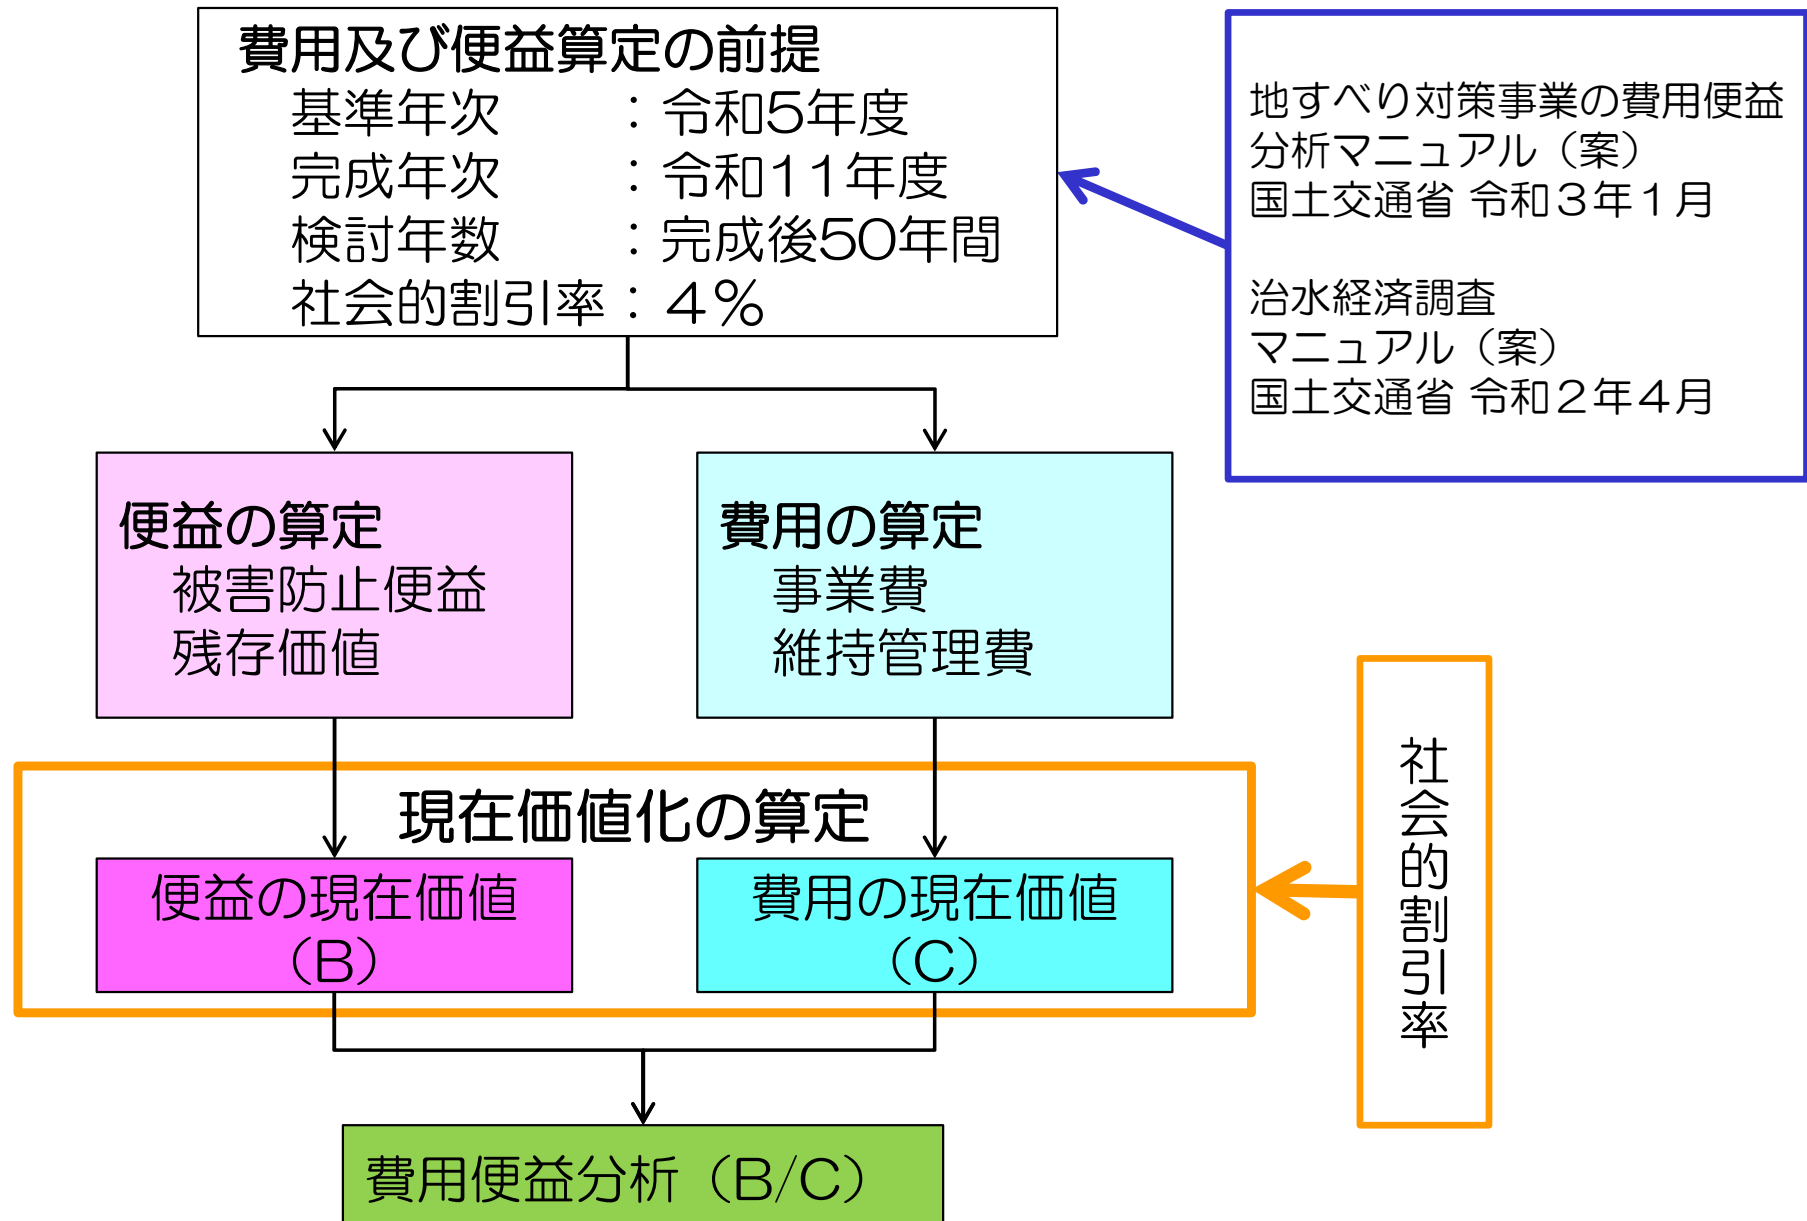 費用及び便益算定の前提
基準年次　　：令和5年度
完成年次　　：令和11年度
検討年数　　：完成後50年間
社会的割引率：４％
地すべり対策事業の費用便益
分析マニュアル（案）
国土交通省 令和３年１月
治水経済調査
マニュアル（案）
国土交通省 令和２年４月
便益の算定
被害防止便益
残存価値
費用の算定
事業費
維持管理費
現在価値化の算定
便益の現在価値
（B）
費用の現在価値
（C）
社会的割引率
費用便益分析（B/C）